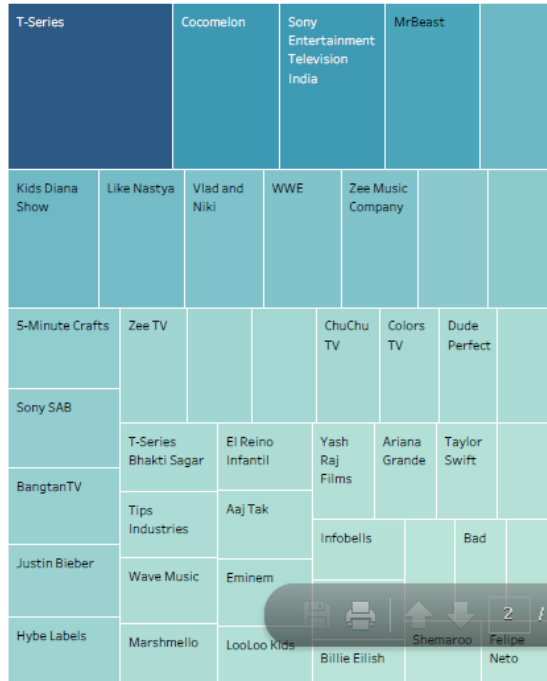 T-Series
Cocomelon
Sony
Entertainment
Television
India
MrBeast
Kids Diana
Show
Like Nastya
Vlad and
Niki
WWE
Zee Music
Company
5-Minute Crafts
Zee TV
ChuChu
TV
Colors
TV
Dude
Perfect
Sony SAB
T-Series
Bhakti Sagar
El Reino
Infantil
Yash
Raj
Films
Ariana
Grande
Taylor
Swift
BangtanTV
Tips
Industries
Aaj Tak
Infobells
Bad
Justin Bieber
Wave Music
Eminem
2 /
Hybe Labels
Marshmello
LooLoo Kids
Billie Eilish
Shemaroo
Felipe
Neto